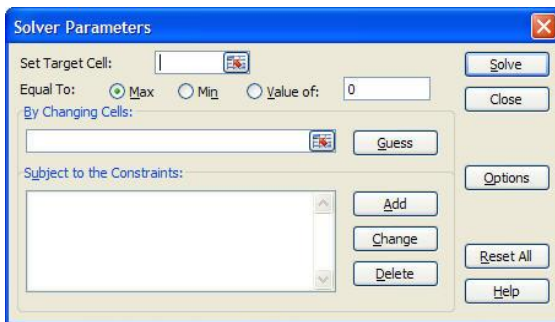 Solver Parameters
Set Target Cell:
Solve
Equal To: Max Min Value of: 0
Close
By Changing Cells:
Guess
Subject to the Constraints:
Options
Add
Change
Reset All
Delete
Help